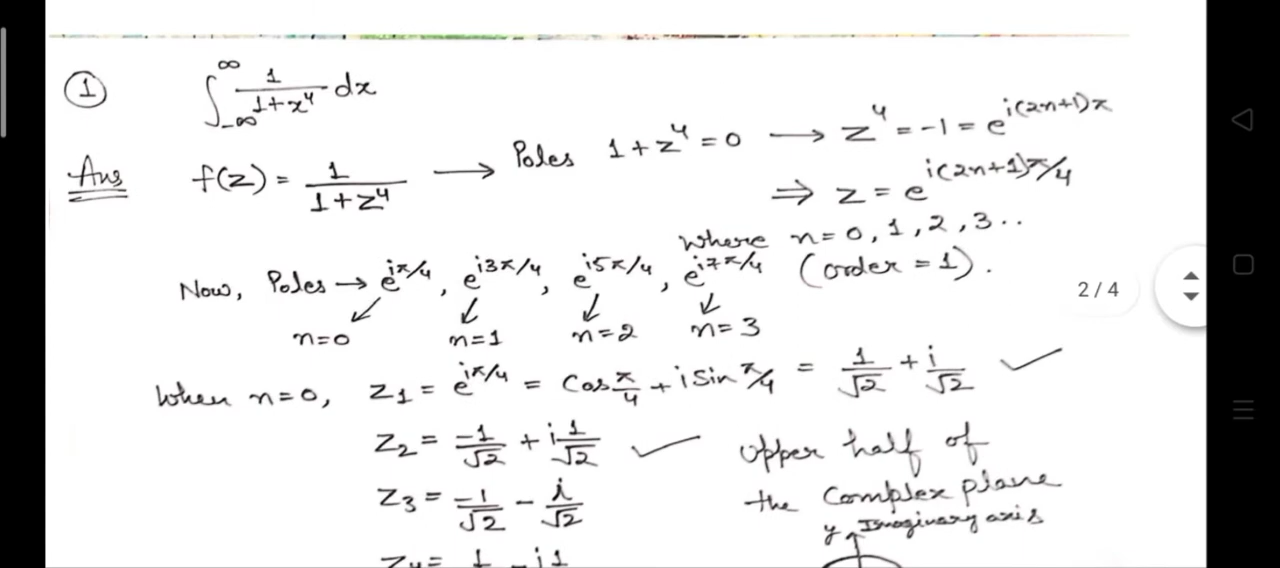 ① ∫_{-∞}^{∞} 1/(1+x⁴) dx
Ans f(z) = 1/(1+z⁴) → Poles 1+z⁴ = 0 → z⁴ = -1 = e^{i(2n+1)π}
⇒ z = e^{i(2n+1)π/4}
where n=0,1,2,3..
Now, Poles → e^{iπ/4}, e^{i3π/4}, e^{i5π/4}, e^{i7π/4} (order = 1).
n=0 n=1 n=2 n=3
2/4
When n=0, z₁ = e^{iπ/4} = Cos π/4 + i Sin π/4 = 1/√2 + i/√2 ✓
z₂ = -1/√2 + i 1/√2 ✓
Upper half of
the Complex plane
z₃ = -1/√2 - i/√2
y Imaginary axis